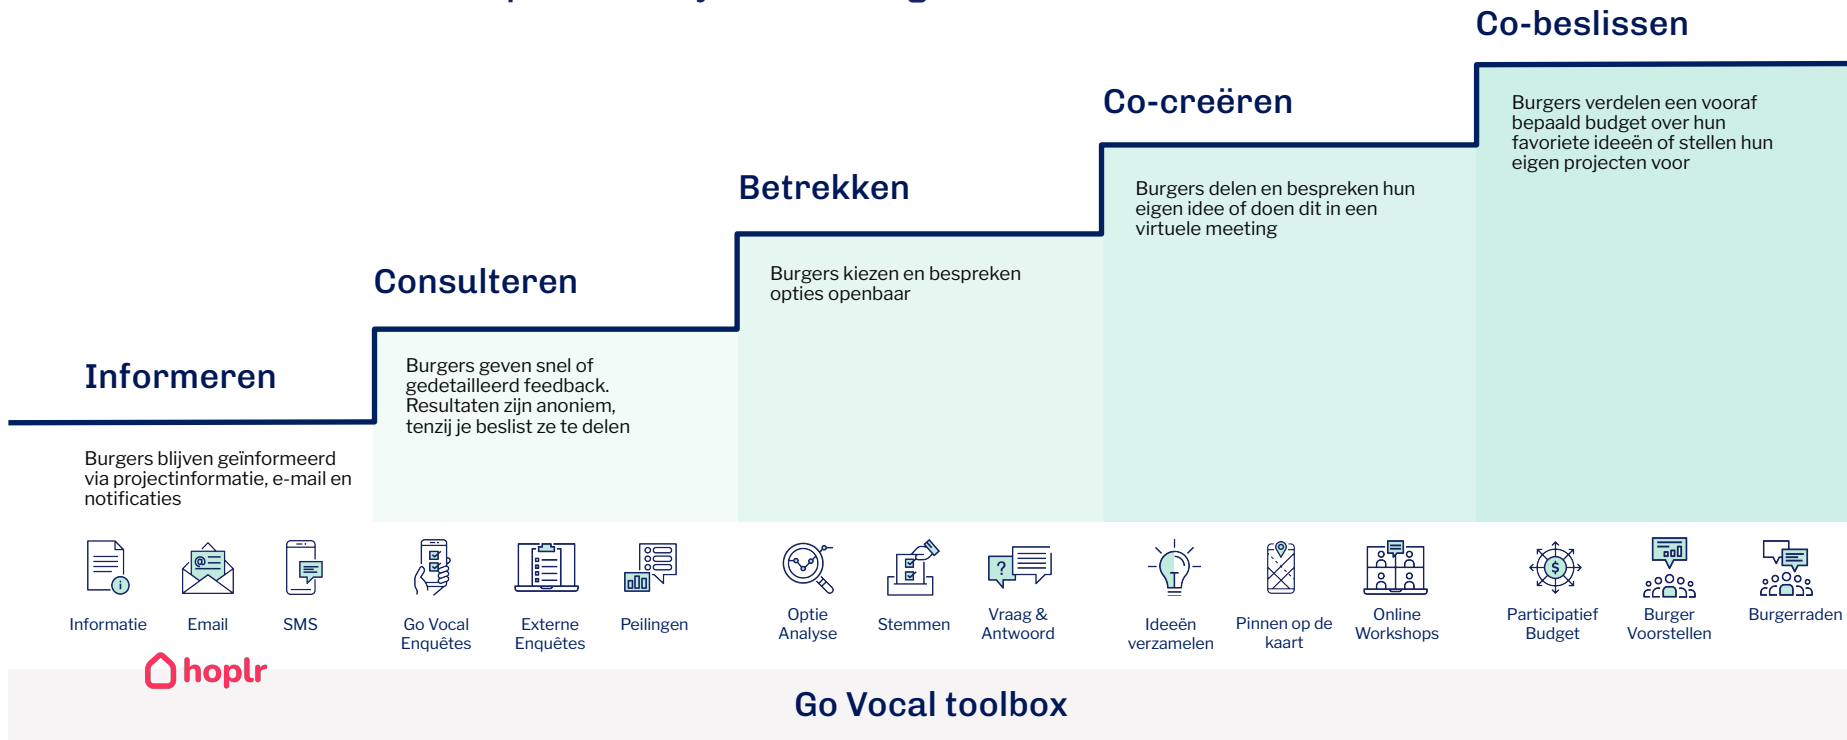 Co-beslissen
Burgers verdelen een vooraf
bepaald budget over hun
favoriete ideeën of stellen hun
eigen projecten voor
Co-creëren
Burgers delen en bespreken hun
eigen idee of doen dit in een
virtuele meeting
Betrekken
Burgers kiezen en bespreken
opties openbaar
Consulteren
Burgers geven snel of
gedetailleerd feedback.
Resultaten zijn anoniem,
tenzij je beslist ze te delen
Informeren
Burgers blijven geïnformeerd
via projectinformatie, e-mail en
notificaties
Informatie
Email
SMS
Go Vocal
Enquêtes
Externe
Enquêtes
Peilingen
Optie
Analyse
Stemmen
Vraag &
Antwoord
Ideeën
verzamelen
Pinnen op de
kaart
Online
Workshops
Participatief
Budget
Burger
Voorstellen
Burgerraden
hoplr
Go Vocal toolbox